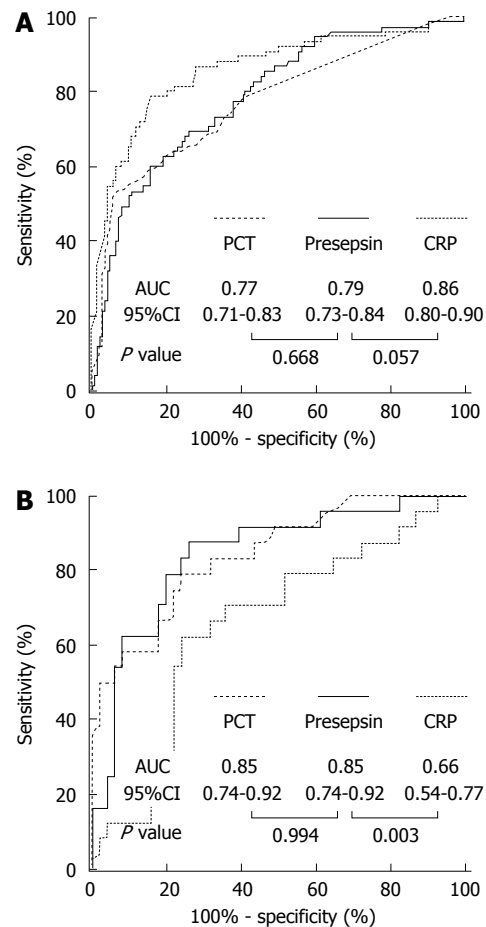 A
100
80
60
40
20
0
Sensitivity (%)
PCT Presepsin CRP
AUC 0.77 0.79 0.86
95%CI 0.71-0.83 0.73-0.84 0.80-0.90
P value 0.668 0.057
0 20 40 60 80 100
100% - specificity (%)
B
100
80
60
40
20
0
Sensitivity (%)
PCT Presepsin CRP
AUC 0.85 0.85 0.66
95%CI 0.74-0.92 0.74-0.92 0.54-0.77
P value 0.994 0.003
0 20 40 60 80 100
100% - specificity (%)